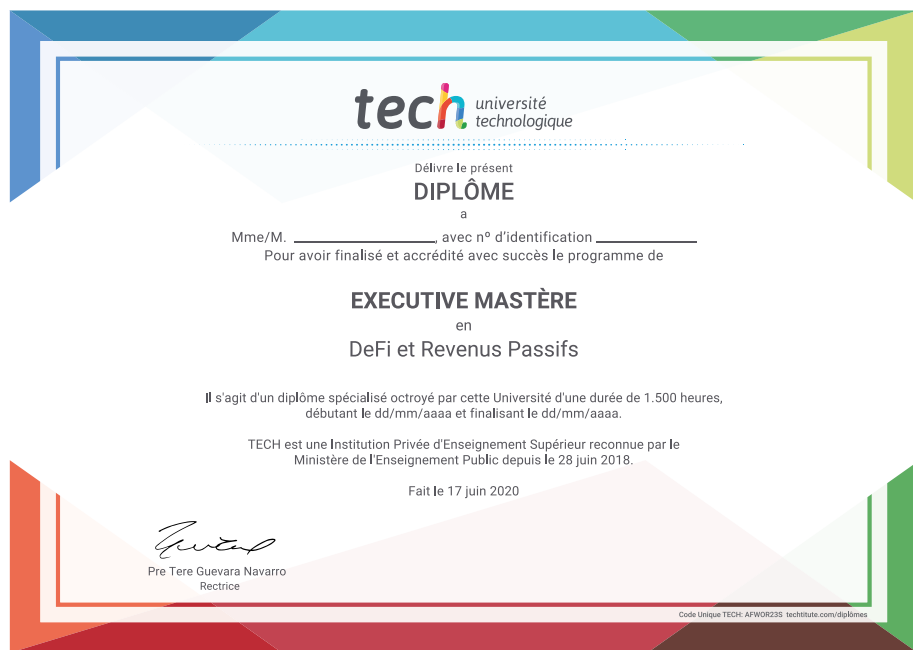 tech université
technologique
Délivre le présent
DIPLÔME
a
Mme/M. ____________, avec nº d'identification ____________
Pour avoir finalisé et accrédité avec succès le programme de
EXECUTIVE MASTÈRE
en
DeFi et Revenus Passifs
Il s'agit d'un diplôme spécialisé octroyé par cette Université d'une durée de 1.500 heures,
débutant le dd/mm/aaaa et finalisant le dd/mm/aaaa.
TECH est une Institution Privée d'Enseignement Supérieur reconnue par le
Ministère de l'Enseignement Public depuis le 28 juin 2018.
Fait le 17 juin 2020
Pre Tere Guevara Navarro
Rectrice
Code Unique TECH: AFWOR23S techtitute.com/diplômes